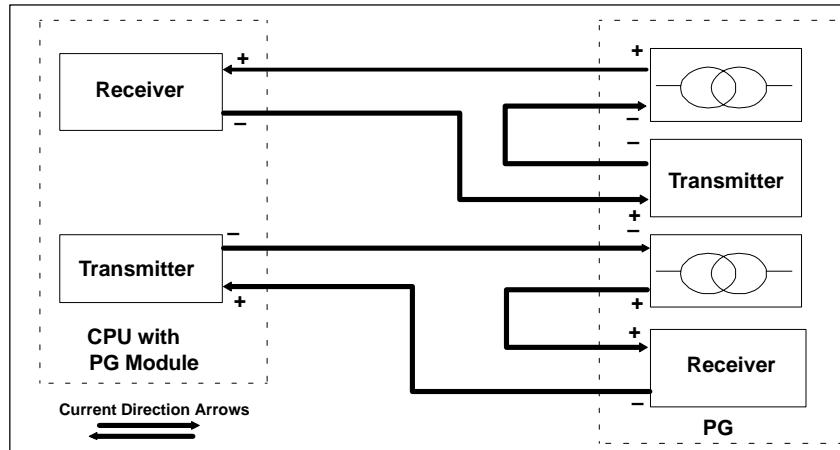 +
+
Receiver
−
−
−
Transmitter
+
−
−
Transmitter
+
+
+
CPU with
PG Module
Receiver
Current Direction Arrows
−
PG